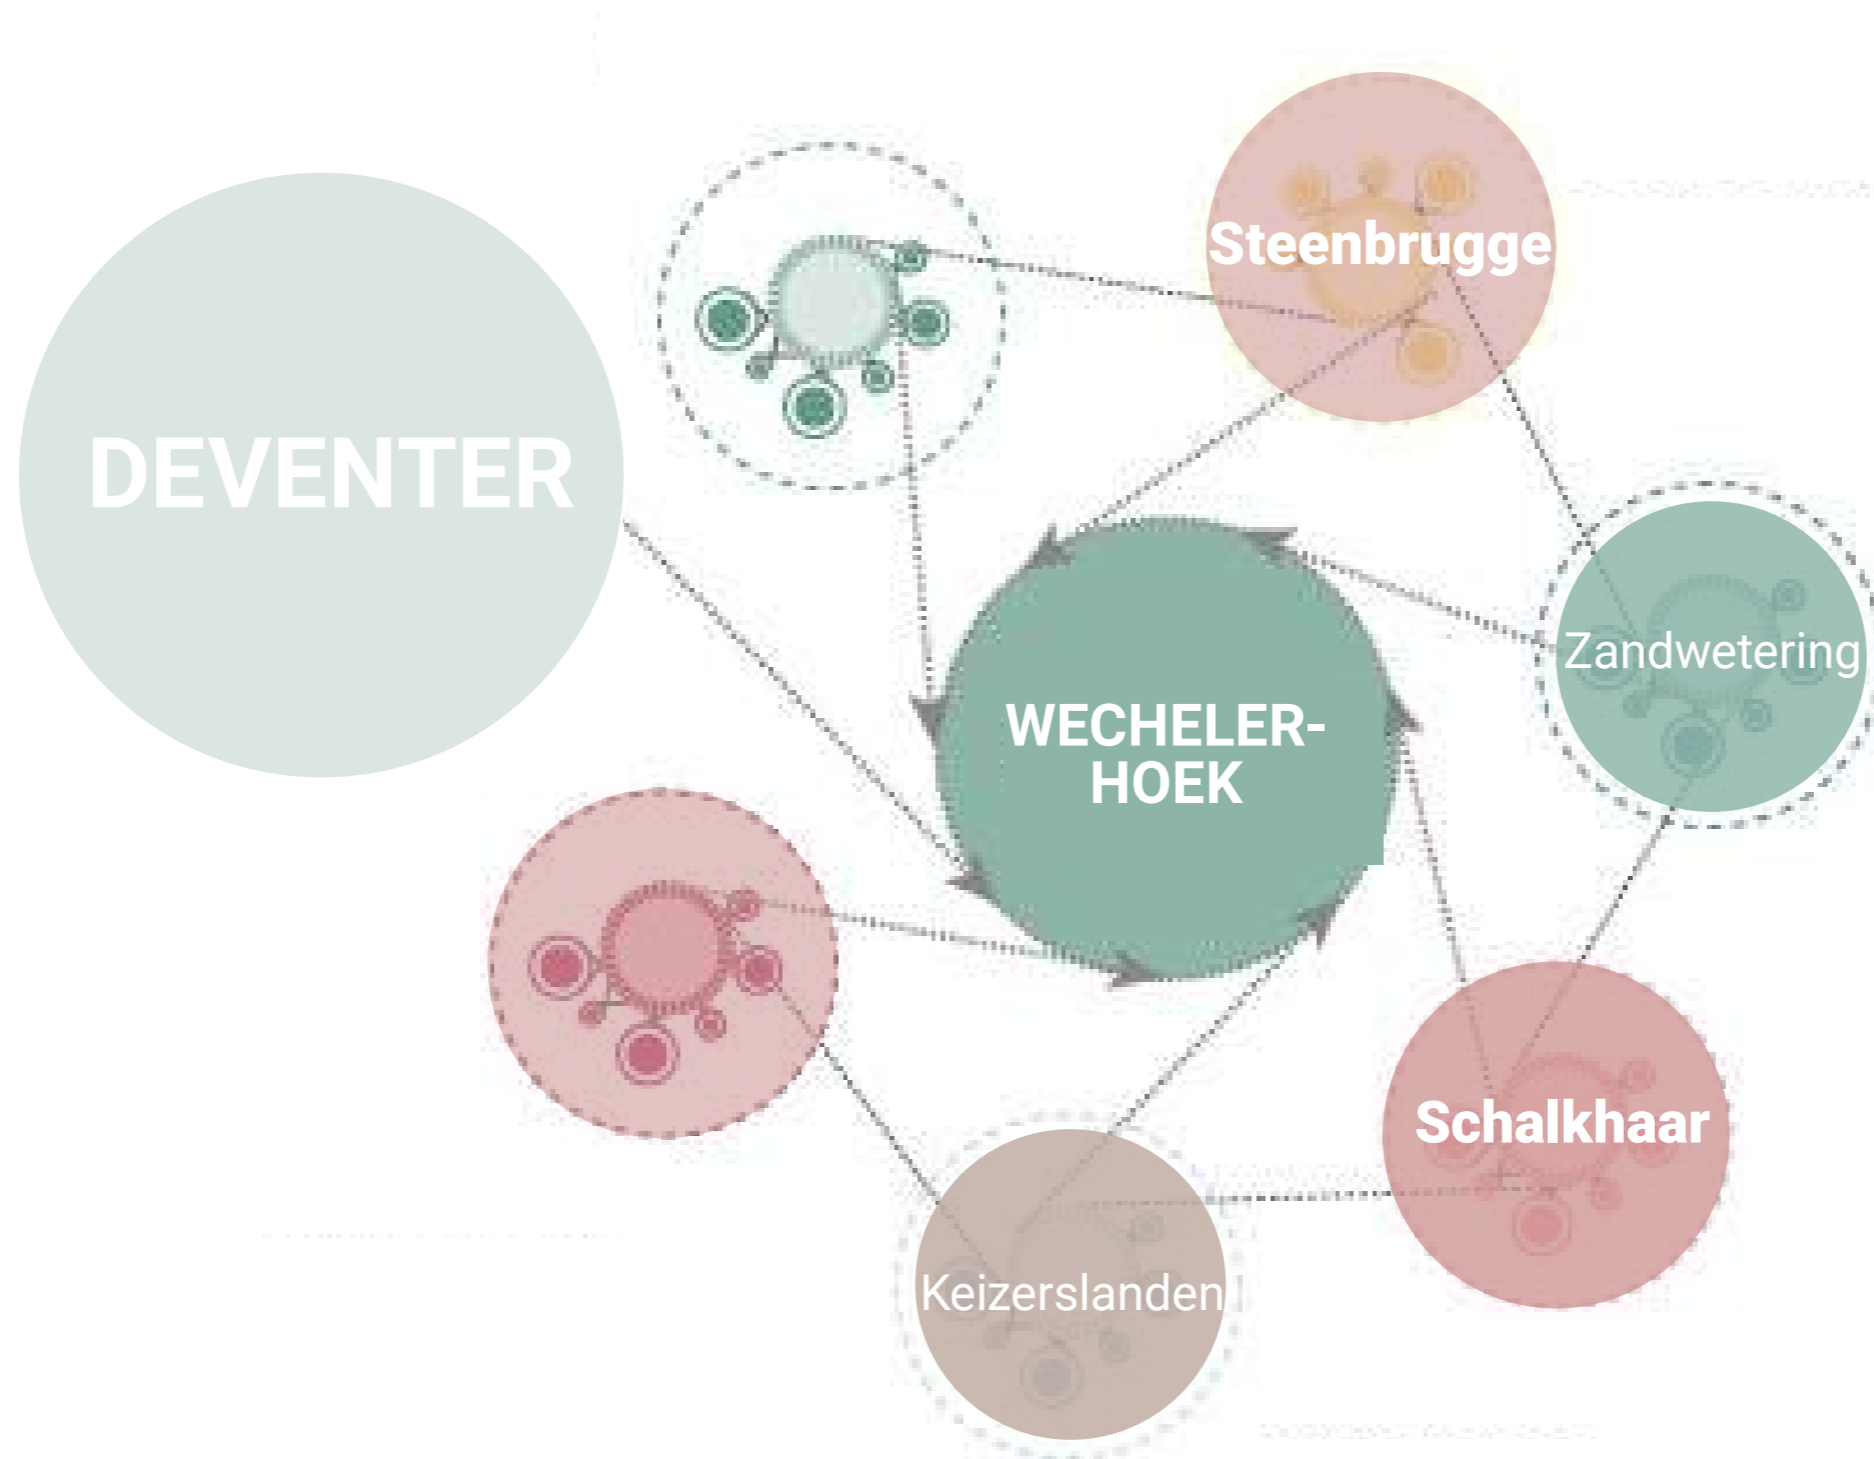 Steenbrugge
DEVENTER
Zandwetering
WECHELER-
HOEK
Schalkhaar
Keizerslanden